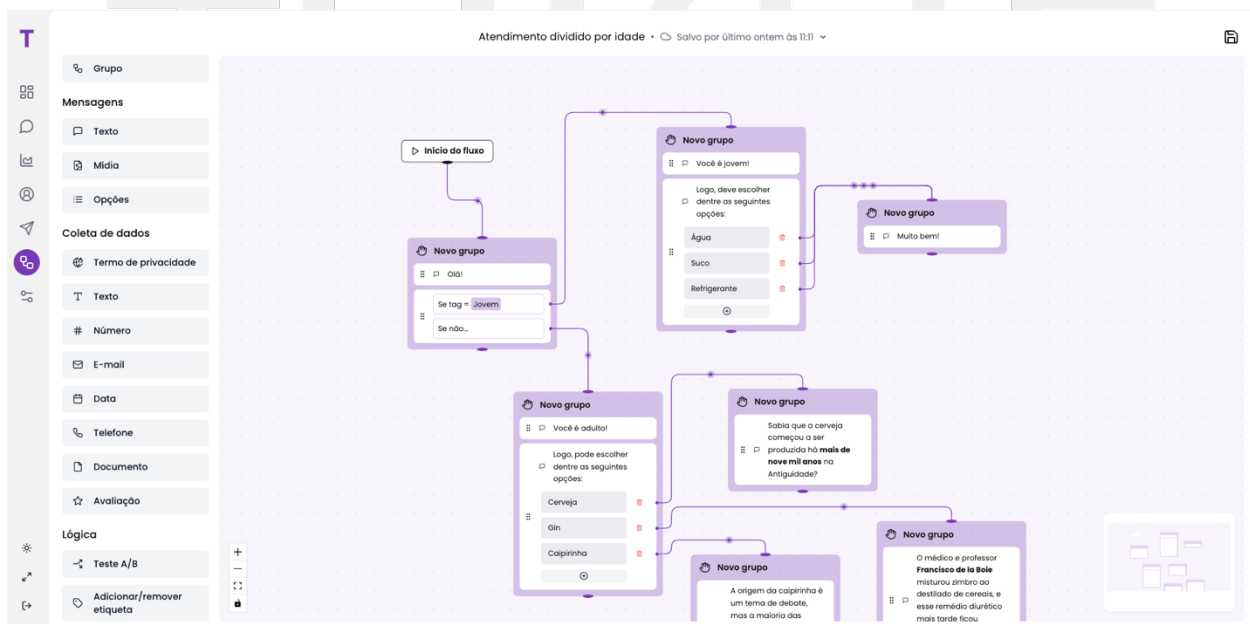 T
Atendimento dividido por idade • Salvo por último ontem às 11:11
Grupo
Mensagens
Texto
Mídia
Opções
Coleta de dados
Termo de privacidade
Texto
Número
E-mail
Data
Telefone
Documento
Avaliação
Lógica
Teste A/B
Adicionar/remover
etiqueta
Início do fluxo
Novo grupo
Olá!
Se tag = Jovem
Se não...
Novo grupo
Você é jovem!
Logo, deve escolher
dentre as seguintes
opções:
Água
Suco
Refrigerante
Novo grupo
Muito bem!
Novo grupo
Você é adulto!
Logo, pode escolher
dentre as seguintes
opções:
Cerveja
Gin
Caipirinha
Novo grupo
Sabia que a cerveja
começou a ser
produzida há mais de
nove mil anos na
Antiguidade?
Novo grupo
A origem da caipirinha é
um tema de debate,
mas a maioria das
Novo grupo
O médico e professor
Francisco de la Boie
misturou zimbro ao
destilado de cereais, e
esse remédio diurético
mais tarde ficou